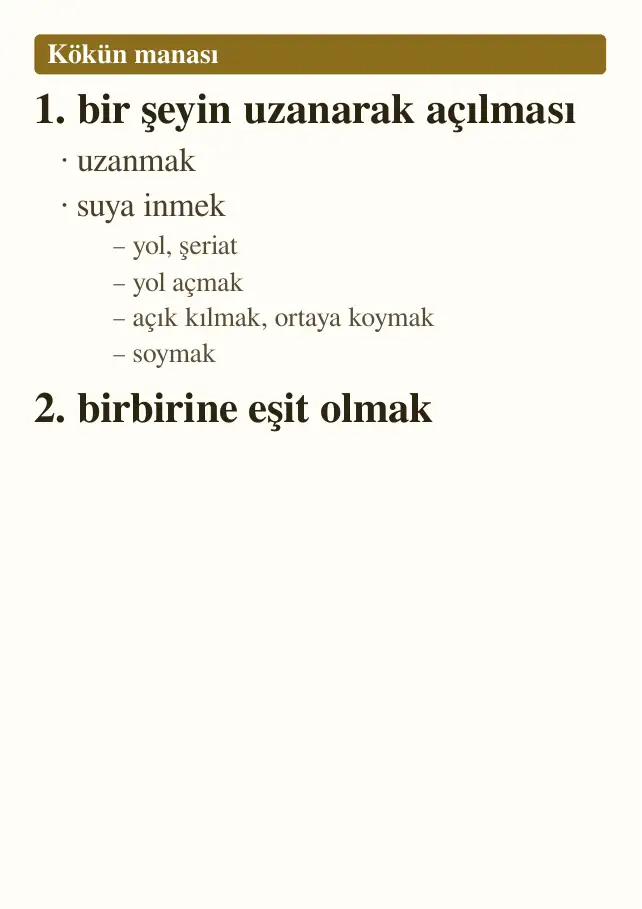 Kökün manası
1. bir şeyin uzanarak açılması
· uzanmak
· suya inmek
– yol, şeriat
– yol açmak
– açık kılmak, ortaya koymak
– soymak
2. birbirine eşit olmak